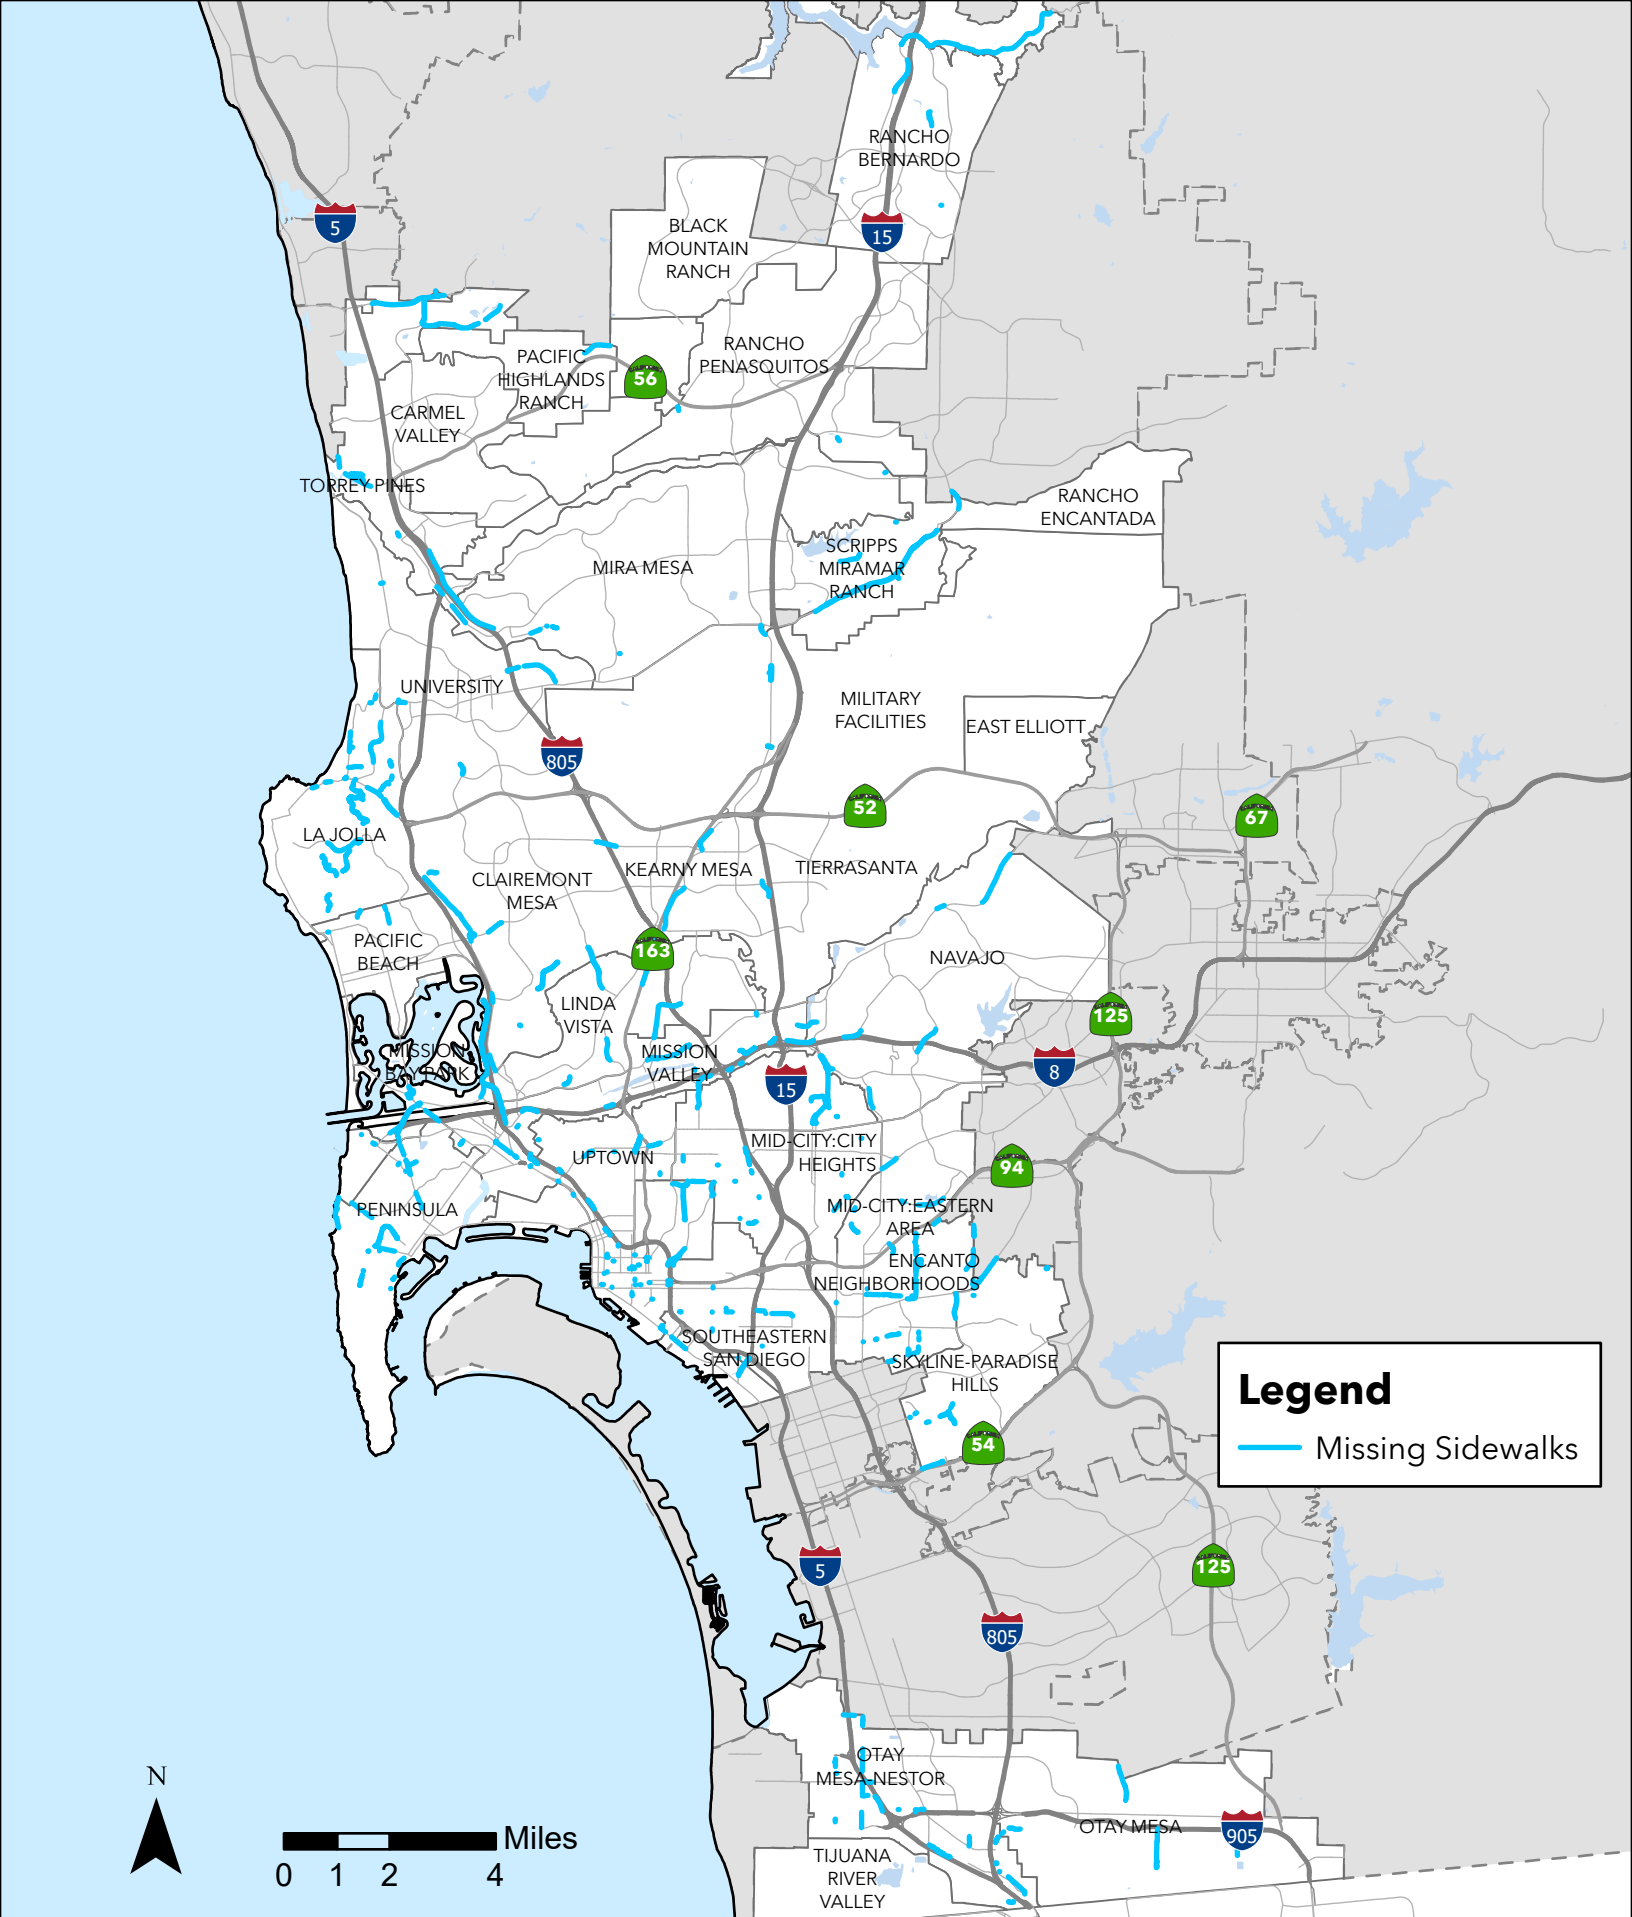 RANCHO
BERNARDO
5
15
BLACK
MOUNTAIN
RANCH
RANCHO
PENASQUITOS
PACIFIC
HIGHLANDS
RANCH
56
CARMEL
VALLEY
TORREY PINES
RANCHO
ENCANTADA
SCRIPPS
MIRAMAR
RANCH
MIRA MESA
UNIVERSITY
MILITARY
FACILITIES
EAST ELLIOTT
805
52
67
LA JOLLA
KEARNY MESA
TIERRASANTA
CLAIREMONT
MESA
PACIFIC
BEACH
163
NAVAJO
LINDA
VISTA
125
MISSION
BAY PARK
MISSION
VALLEY
15
8
MID-CITY:CITY
HEIGHTS
UPTOWN
94
PENINSULA
MID-CITY:EASTERN
AREA
ENCANTO
NEIGHBORHOODS
SOUTHEASTERN
SAN DIEGO
SKYLINE-PARADISE
HILLS
54
Legend
Missing Sidewalks
5
125
805
OTAY
MESA-NESTOR
OTAY MESA
905
TIJUANA
RIVER
VALLEY
N
Miles
0 1 2 4